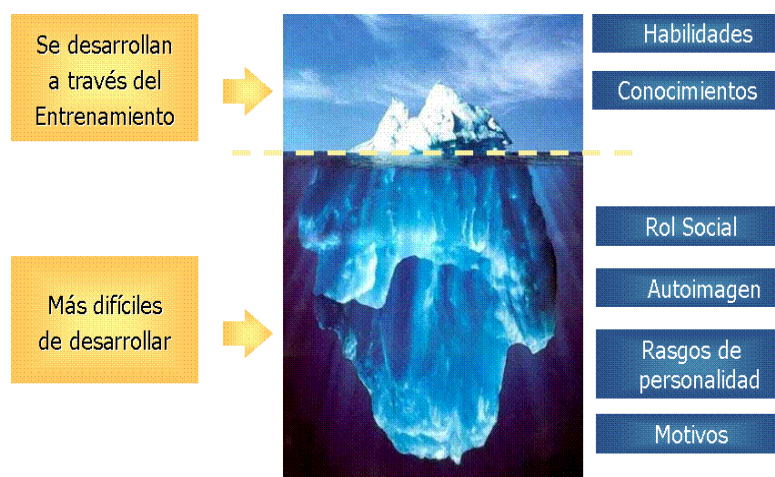 Se desarrollan
a través del
Entrenamiento
Habilidades
Conocimientos
Más difíciles
de desarrollar
Rol Social
Autoimagen
Rasgos de
personalidad
Motivos